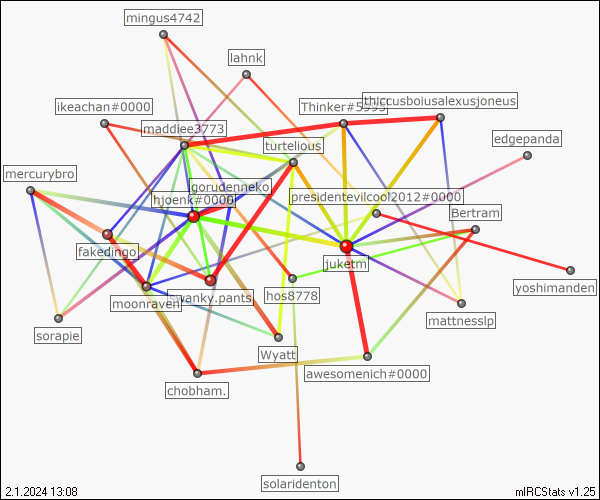 mingus4742
lahnk
ikeachan#0000
Thinker#5995
thiccusboiusalexusjoneus
maddiee3773
turtelious
edgepanda
mercurybro
gorudenneko
hjoenk#0000
presidentevilcool2012#0000
Bertram
fakedingo
juketm
yoshimanden
moonraven
swanky.pants
hos8778
mattnesslp
sorapie
Wyatt
awesomenich#0000
chobham.
solaridenton
2.1.2024 13:08
mIRCStats v1.25